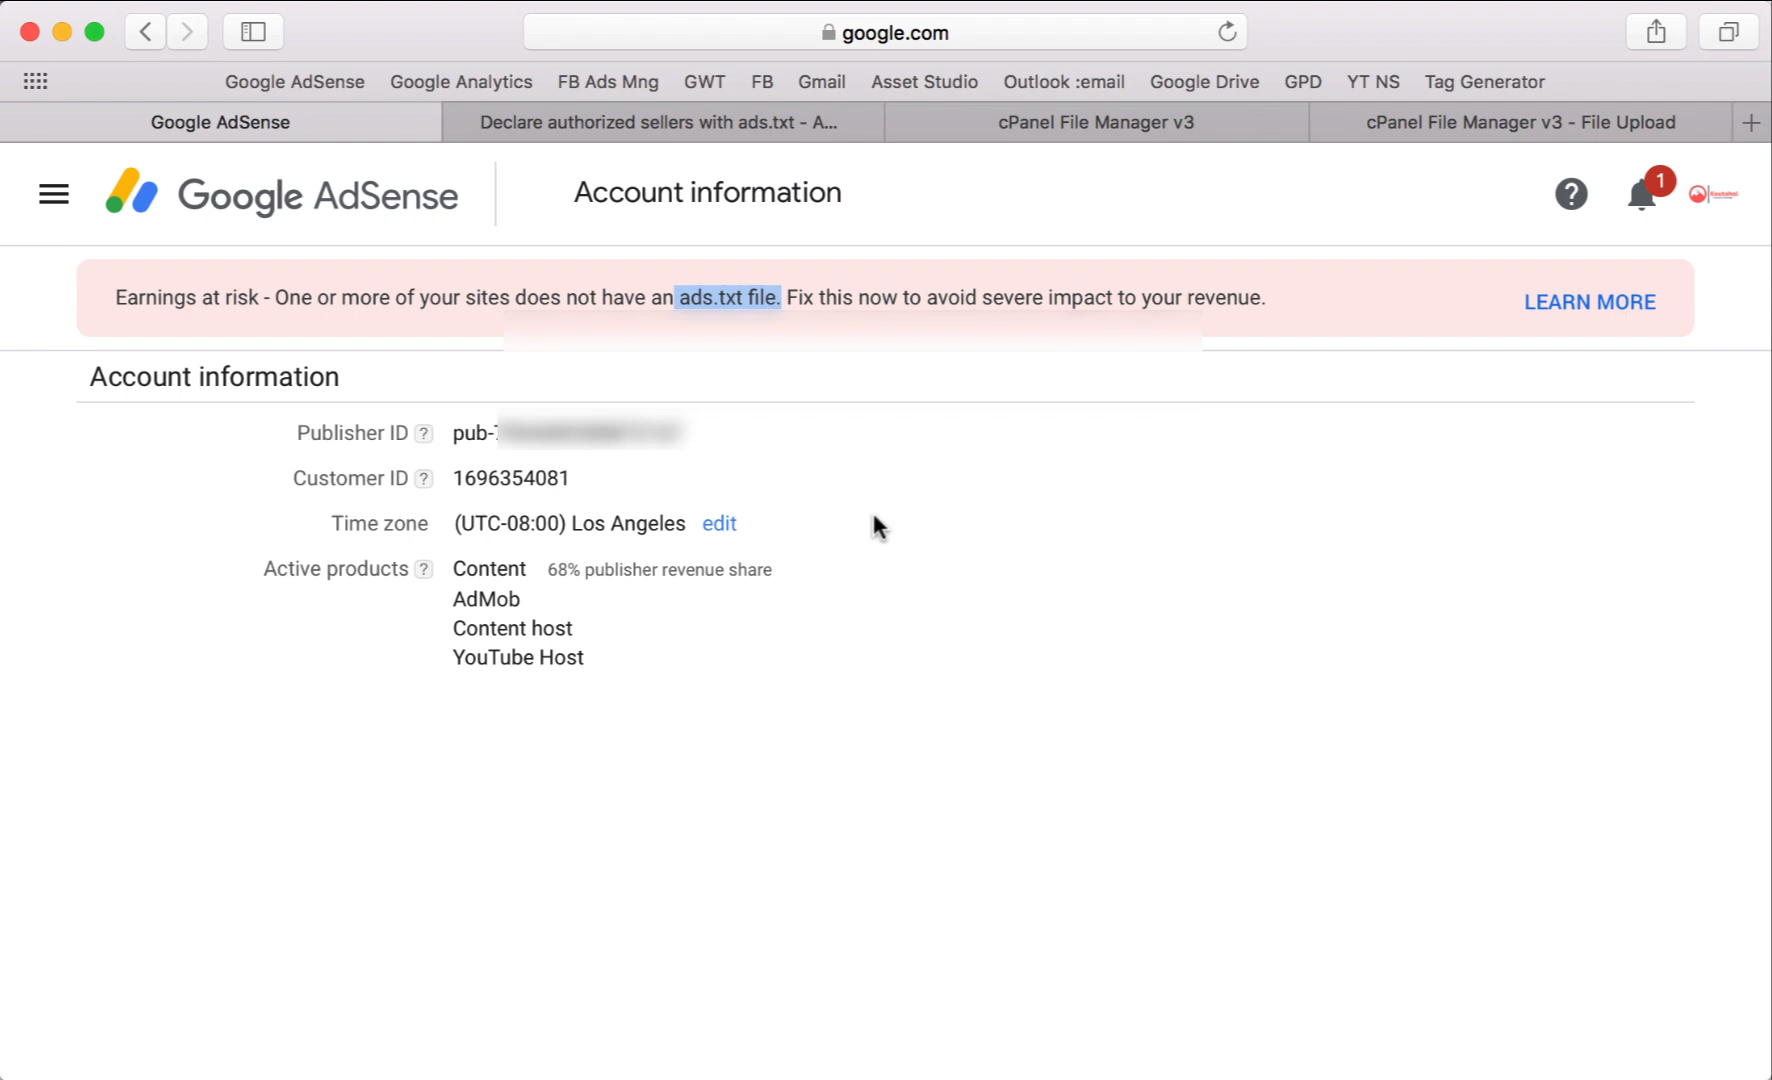 google.com
Google AdSense Google Analytics FB Ads Mng GWT FB Gmail Asset Studio Outlook :email Google Drive GPD YT NS Tag Generator
Google AdSense Declare authorized sellers with ads.txt - A... cPanel File Manager v3 cPanel File Manager v3 - File Upload
Google AdSense Account information 1
Earnings at risk - One or more of your sites does not have an ads.txt file. Fix this now to avoid severe impact to your revenue. LEARN MORE
Account information
Publisher ID ? pub-
Customer ID ? 1696354081
Time zone (UTC-08:00) Los Angeles edit
Active products ? Content 68% publisher revenue share
AdMob
Content host
YouTube Host